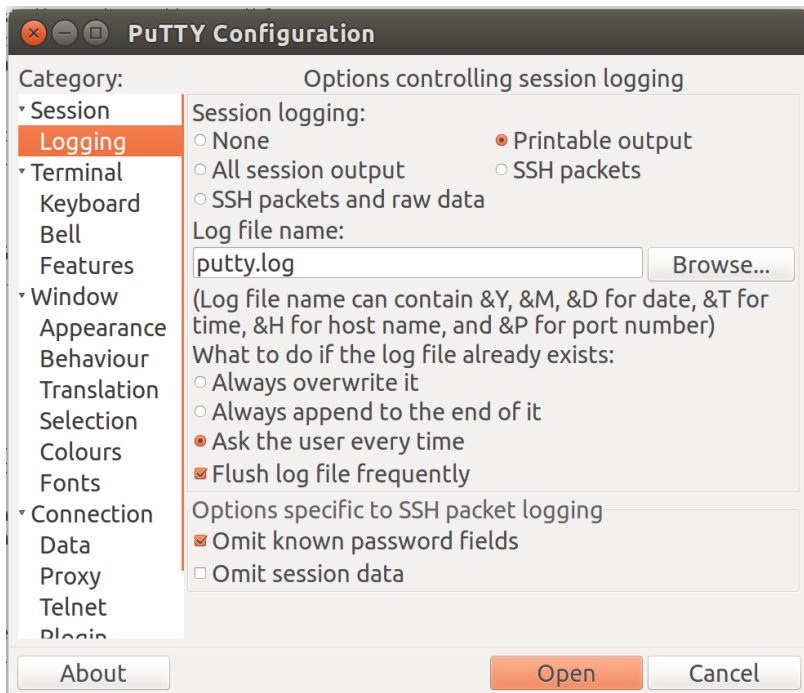 PuTTY Configuration
Category:
Options controlling session logging
Session
Logging
Terminal
Keyboard
Bell
Features
Window
Appearance
Behaviour
Translation
Selection
Colours
Fonts
Connection
Data
Proxy
Telnet
Session logging:
None
Printable output
All session output
SSH packets
SSH packets and raw data
Log file name:
putty.log
Browse...
(Log file name can contain &Y, &M, &D for date, &T for
time, &H for host name, and &P for port number)
What to do if the log file already exists:
Always overwrite it
Always append to the end of it
Ask the user every time
Flush log file frequently
Options specific to SSH packet logging
Omit known password fields
Omit session data
About
Open
Cancel